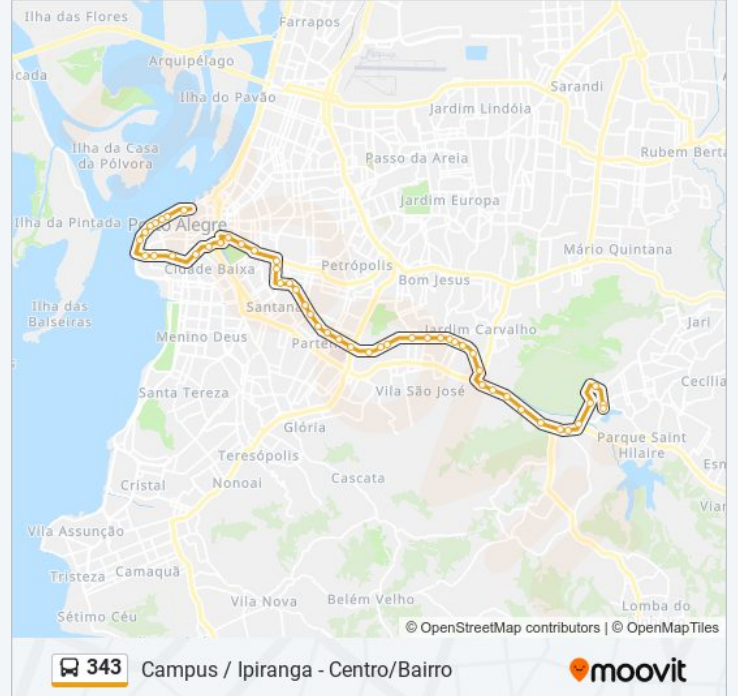 Ilha das Flores
Farrapos
Arquipélago
icada
Ilha do Pavão
Sarandi
Jardim Lindóia
Ilha da Casa
da Pólvora
Passo da Areia
Rubem Berta
Jardim Europa
Ilha da Pintada
Porto Alegre
Mário Quintana
Cidade Baixa
Petrópolis
Bom Jesus
Ilha das
Balseiras
Santana
Jari
Menino Deus
Parten
Jardim Carvalho
Cecília
Santa Tereza
Vila São José
Glória
Parque Saint
Hilaire
Teresópolis
Esm
Cristal
Nonoai
Cascata
Viar
Vila Assunção
Tristeza
Camaquã
Vila Nova
Belém Velho
Lomba do
Sétimo Céu
© OpenStreetMap contributors | © OpenMapTiles
343
Campus / Ipiranga - Centro/Bairro
moovit